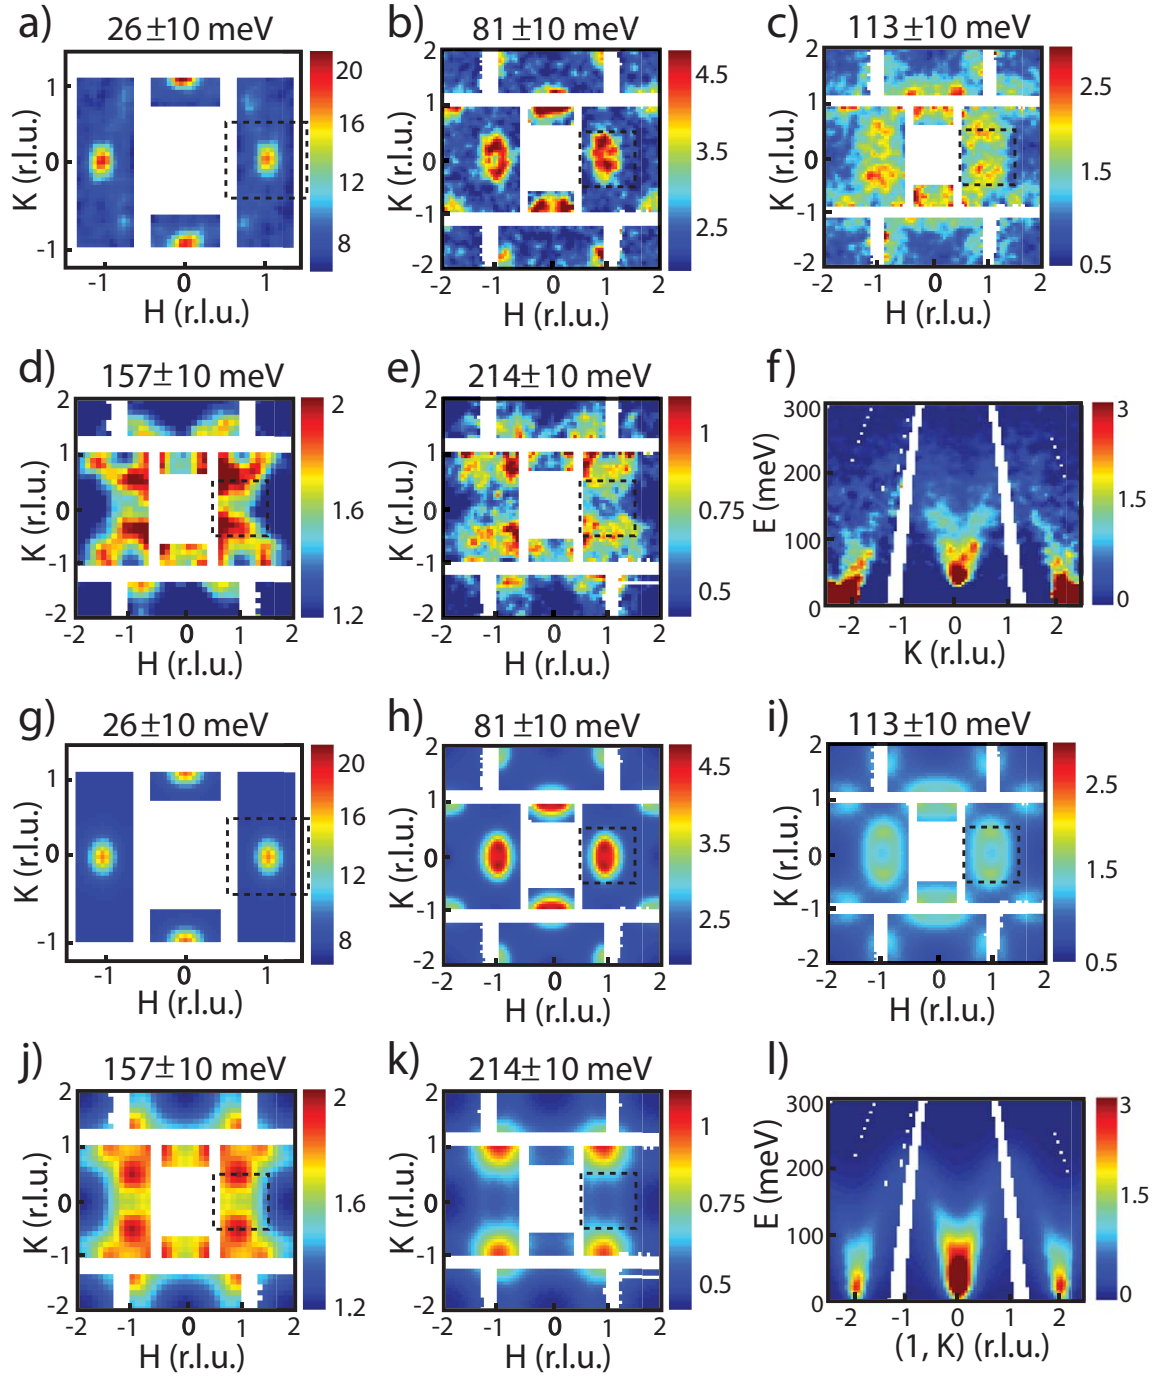 a) 26±10 meV
b) 81±10 meV
c) 113±10 meV
K (r.l.u.)
1
0
-1
-1 0 1
H (r.l.u.)
20
16
12
8
K (r.l.u.)
2
1
0
-1
-2
-2 -1 0 1 2
H (r.l.u.)
4.5
3.5
2.5
K (r.l.u.)
2
1
0
-1
-2
-2 -1 0 1 2
H (r.l.u.)
2.5
1.5
0.5
d) 157±10 meV
e) 214±10 meV
f)
K (r.l.u.)
2
1
0
-1
-2
-2 -1 0 1 2
H (r.l.u.)
2
1.6
1.2
K (r.l.u.)
2
1
0
-1
-2
-2 -1 0 1 2
H (r.l.u.)
1
0.75
0.5
E (meV)
300
200
100
0
-2 -1 0 1 2
K (r.l.u.)
3
1.5
0
g) 26±10 meV
h) 81±10 meV
i) 113±10 meV
K (r.l.u.)
1
0
-1
-1 0 1
H (r.l.u.)
20
16
12
8
K (r.l.u.)
2
1
0
-1
-2
-2 -1 0 1 2
H (r.l.u.)
4.5
3.5
2.5
K (r.l.u.)
2
1
0
-1
-2
-2 -1 0 1 2
H (r.l.u.)
2.5
1.5
0.5
j) 157±10 meV
k) 214±10 meV
l)
K (r.l.u.)
2
1
0
-1
-2
-2 -1 0 1 2
H (r.l.u.)
2
1.6
1.2
K (r.l.u.)
2
1
0
-1
-2
-2 -1 0 1 2
H (r.l.u.)
1
0.75
0.5
E (meV)
300
200
100
0
-2 -1 0 1 2
(1, K) (r.l.u.)
3
1.5
0